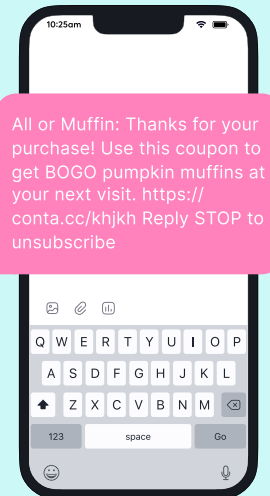 10:25am
All or Muffin: Thanks for your
purchase! Use this coupon to
get BOGO pumpkin muffins at
your next visit. https://
conta.cc/khjkh Reply STOP to
unsubscribe
Q W E R T Y U I O P
A S D F G H J K L
Z X C V B N M
123 space Go